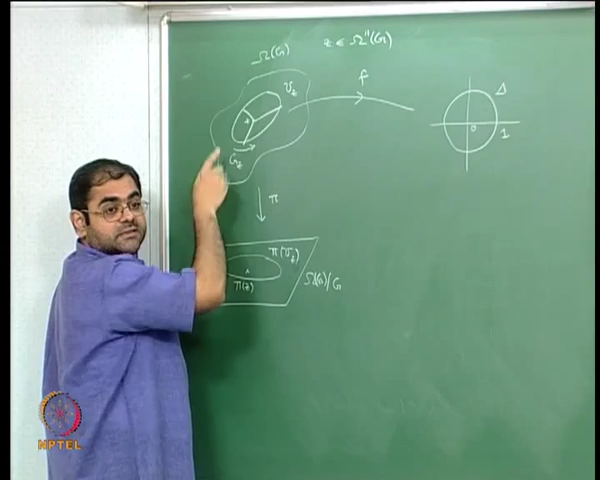 Ω(G) z ∈ Ω''(G)
U_z f Δ
0 1
G_z
π
π(U_z)
π(z) Ω(G)/G
NPTEL